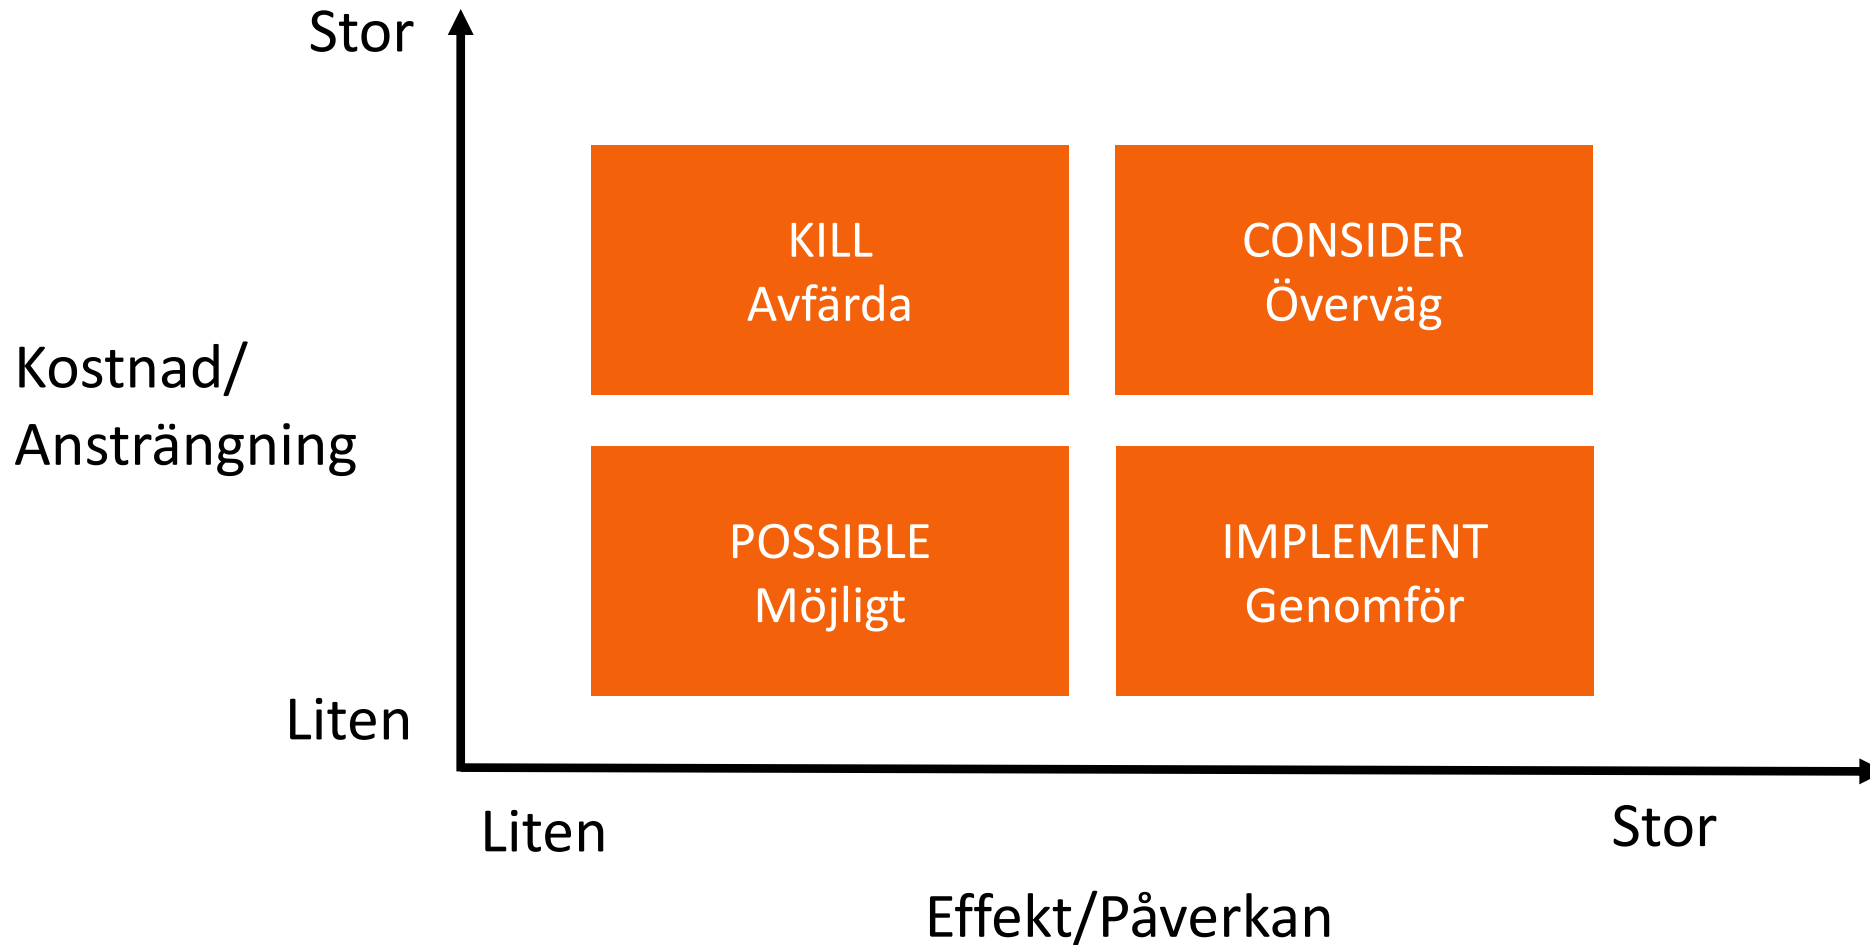 Stor
KILL
Avfärda
CONSIDER
Överväg
Kostnad/
Ansträngning
POSSIBLE
Möjligt
IMPLEMENT
Genomför
Liten
Liten
Stor
Effekt/Påverkan